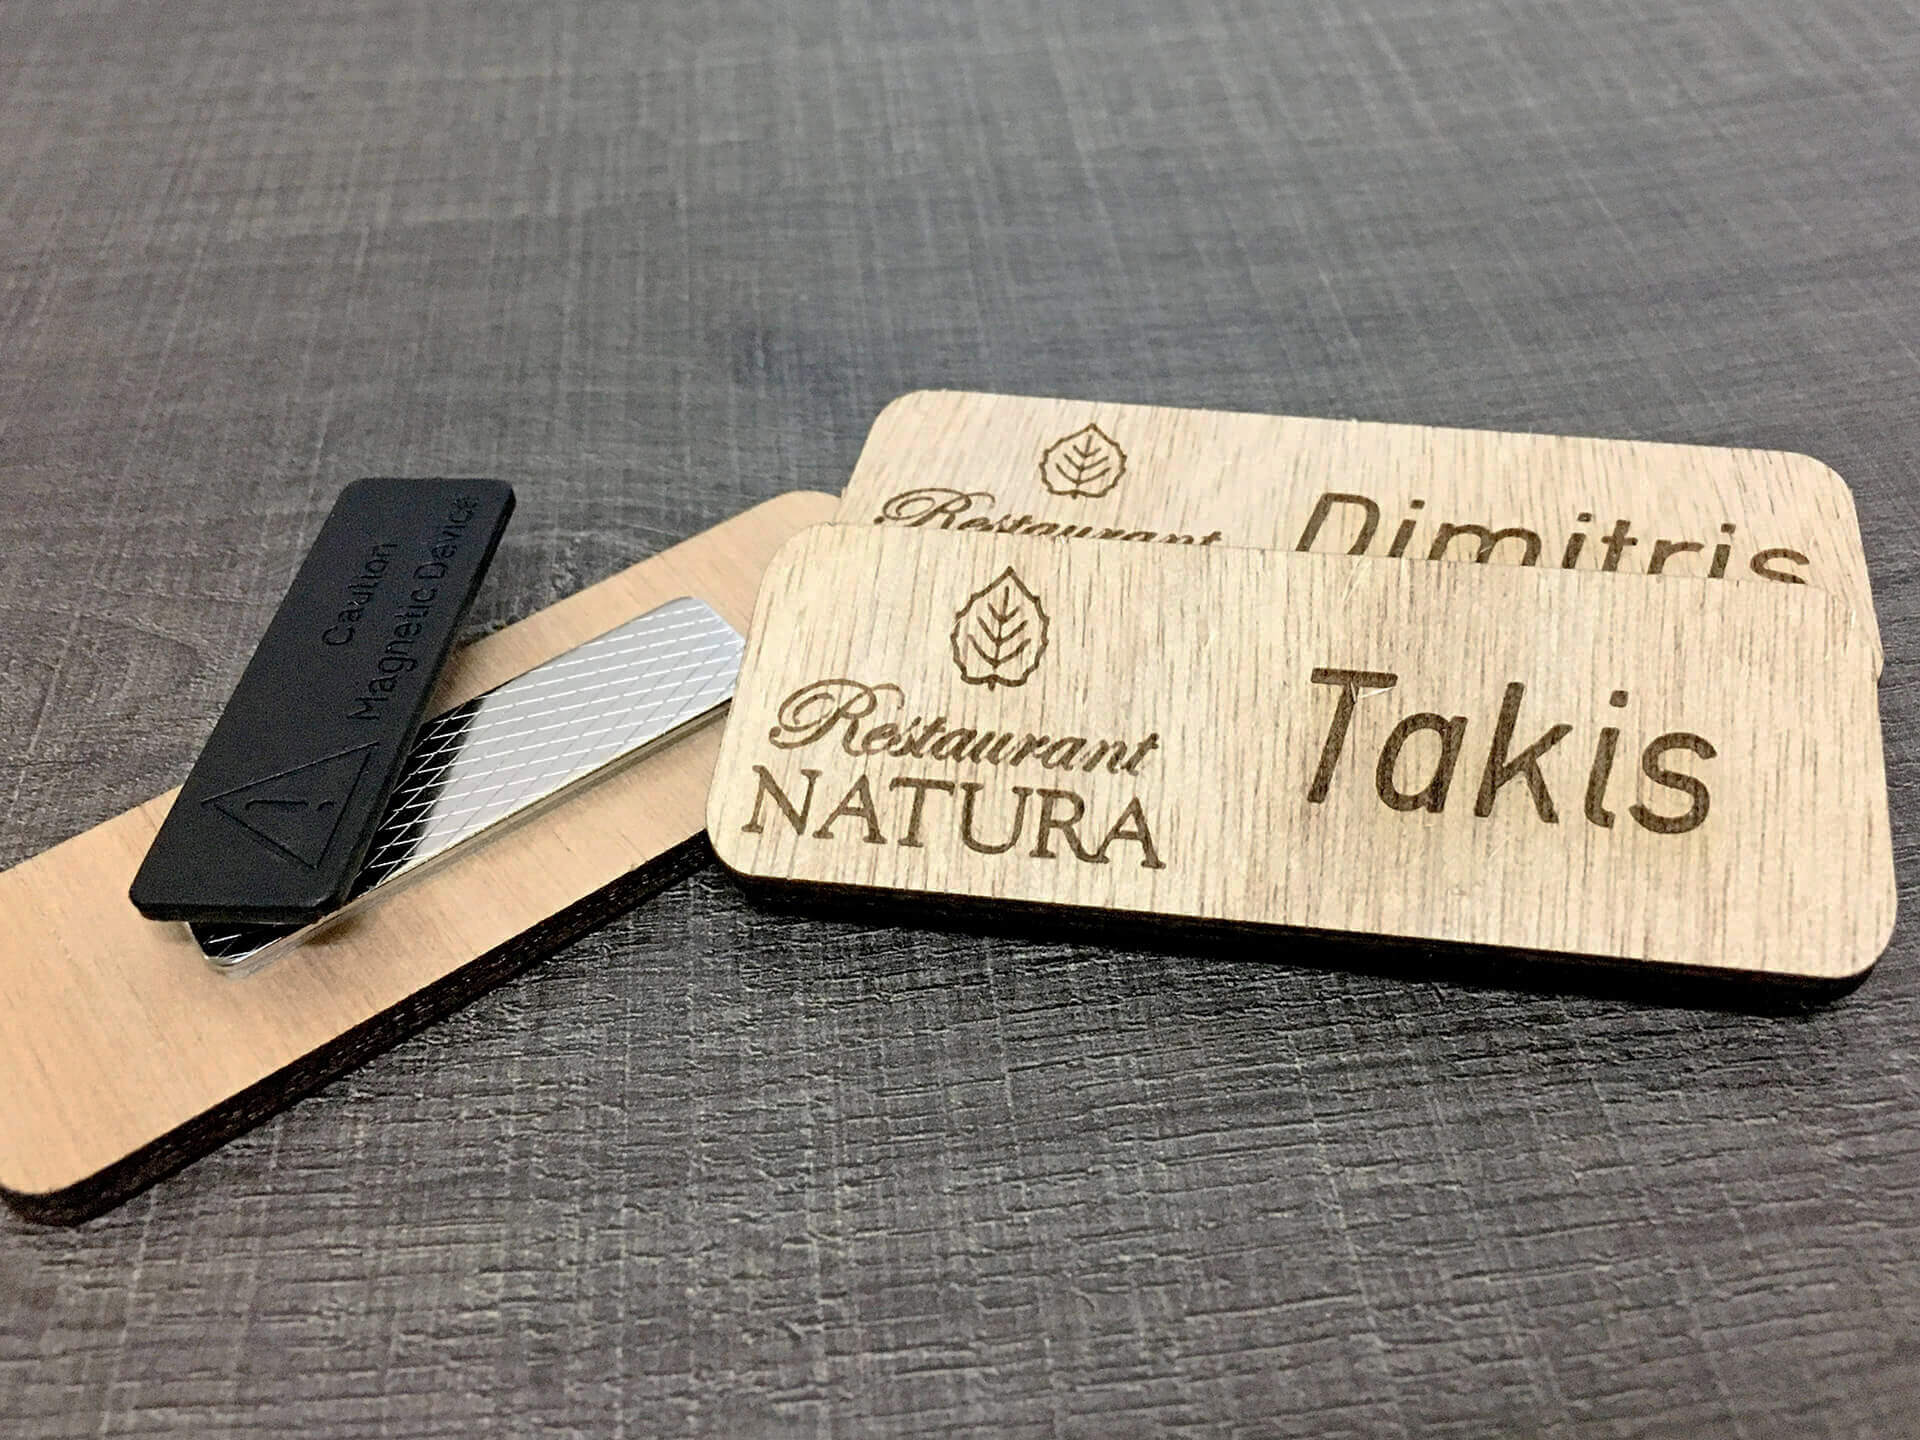 Caution
Magnetic Device
Restaurant
Dimitris
Restaurant
NATURA
Takis